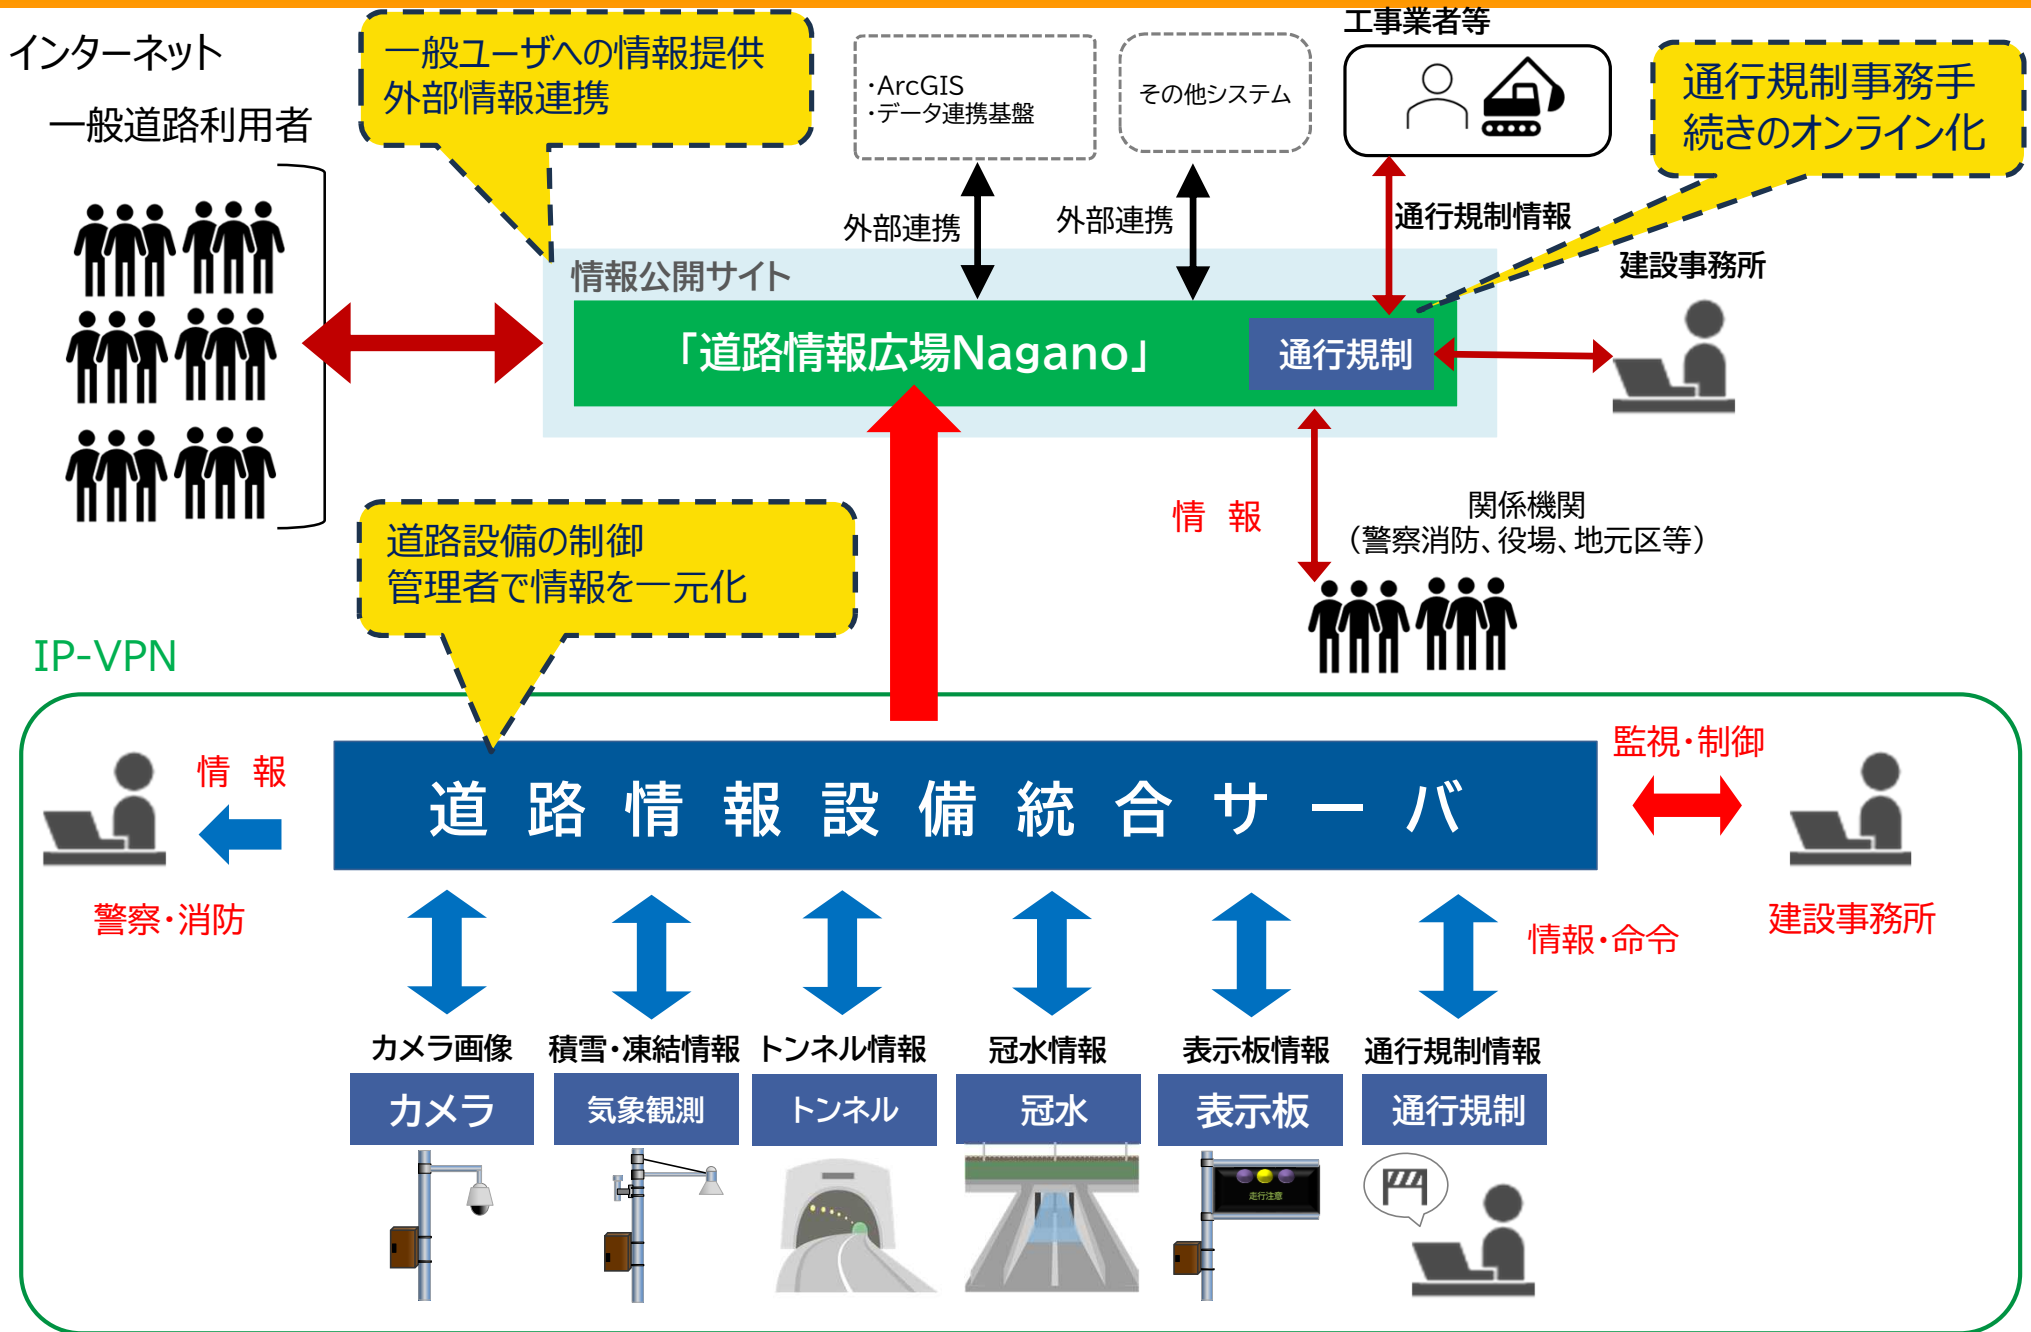 インターネット
一般道路利用者
一般ユーザへの情報提供
外部情報連携
・ArcGIS
・データ連携基盤
その他システム
工事業者等
通行規制事務手
続きのオンライン化
外部連携
外部連携
通行規制情報
建設事務所
情報公開サイト
「道路情報広場Nagano」
通行規制
情 報
関係機関
（警察消防、役場、地元区等）
道路設備の制御
管理者で情報を一元化
IP-VPN
情 報
警察・消防
道路情報設備統合サーバ
監視・制御
建設事務所
情報・命令
カメラ画像
積雪・凍結情報
トンネル情報
冠水情報
表示板情報
通行規制情報
カメラ
気象観測
トンネル
冠水
表示板
通行規制
走行注意